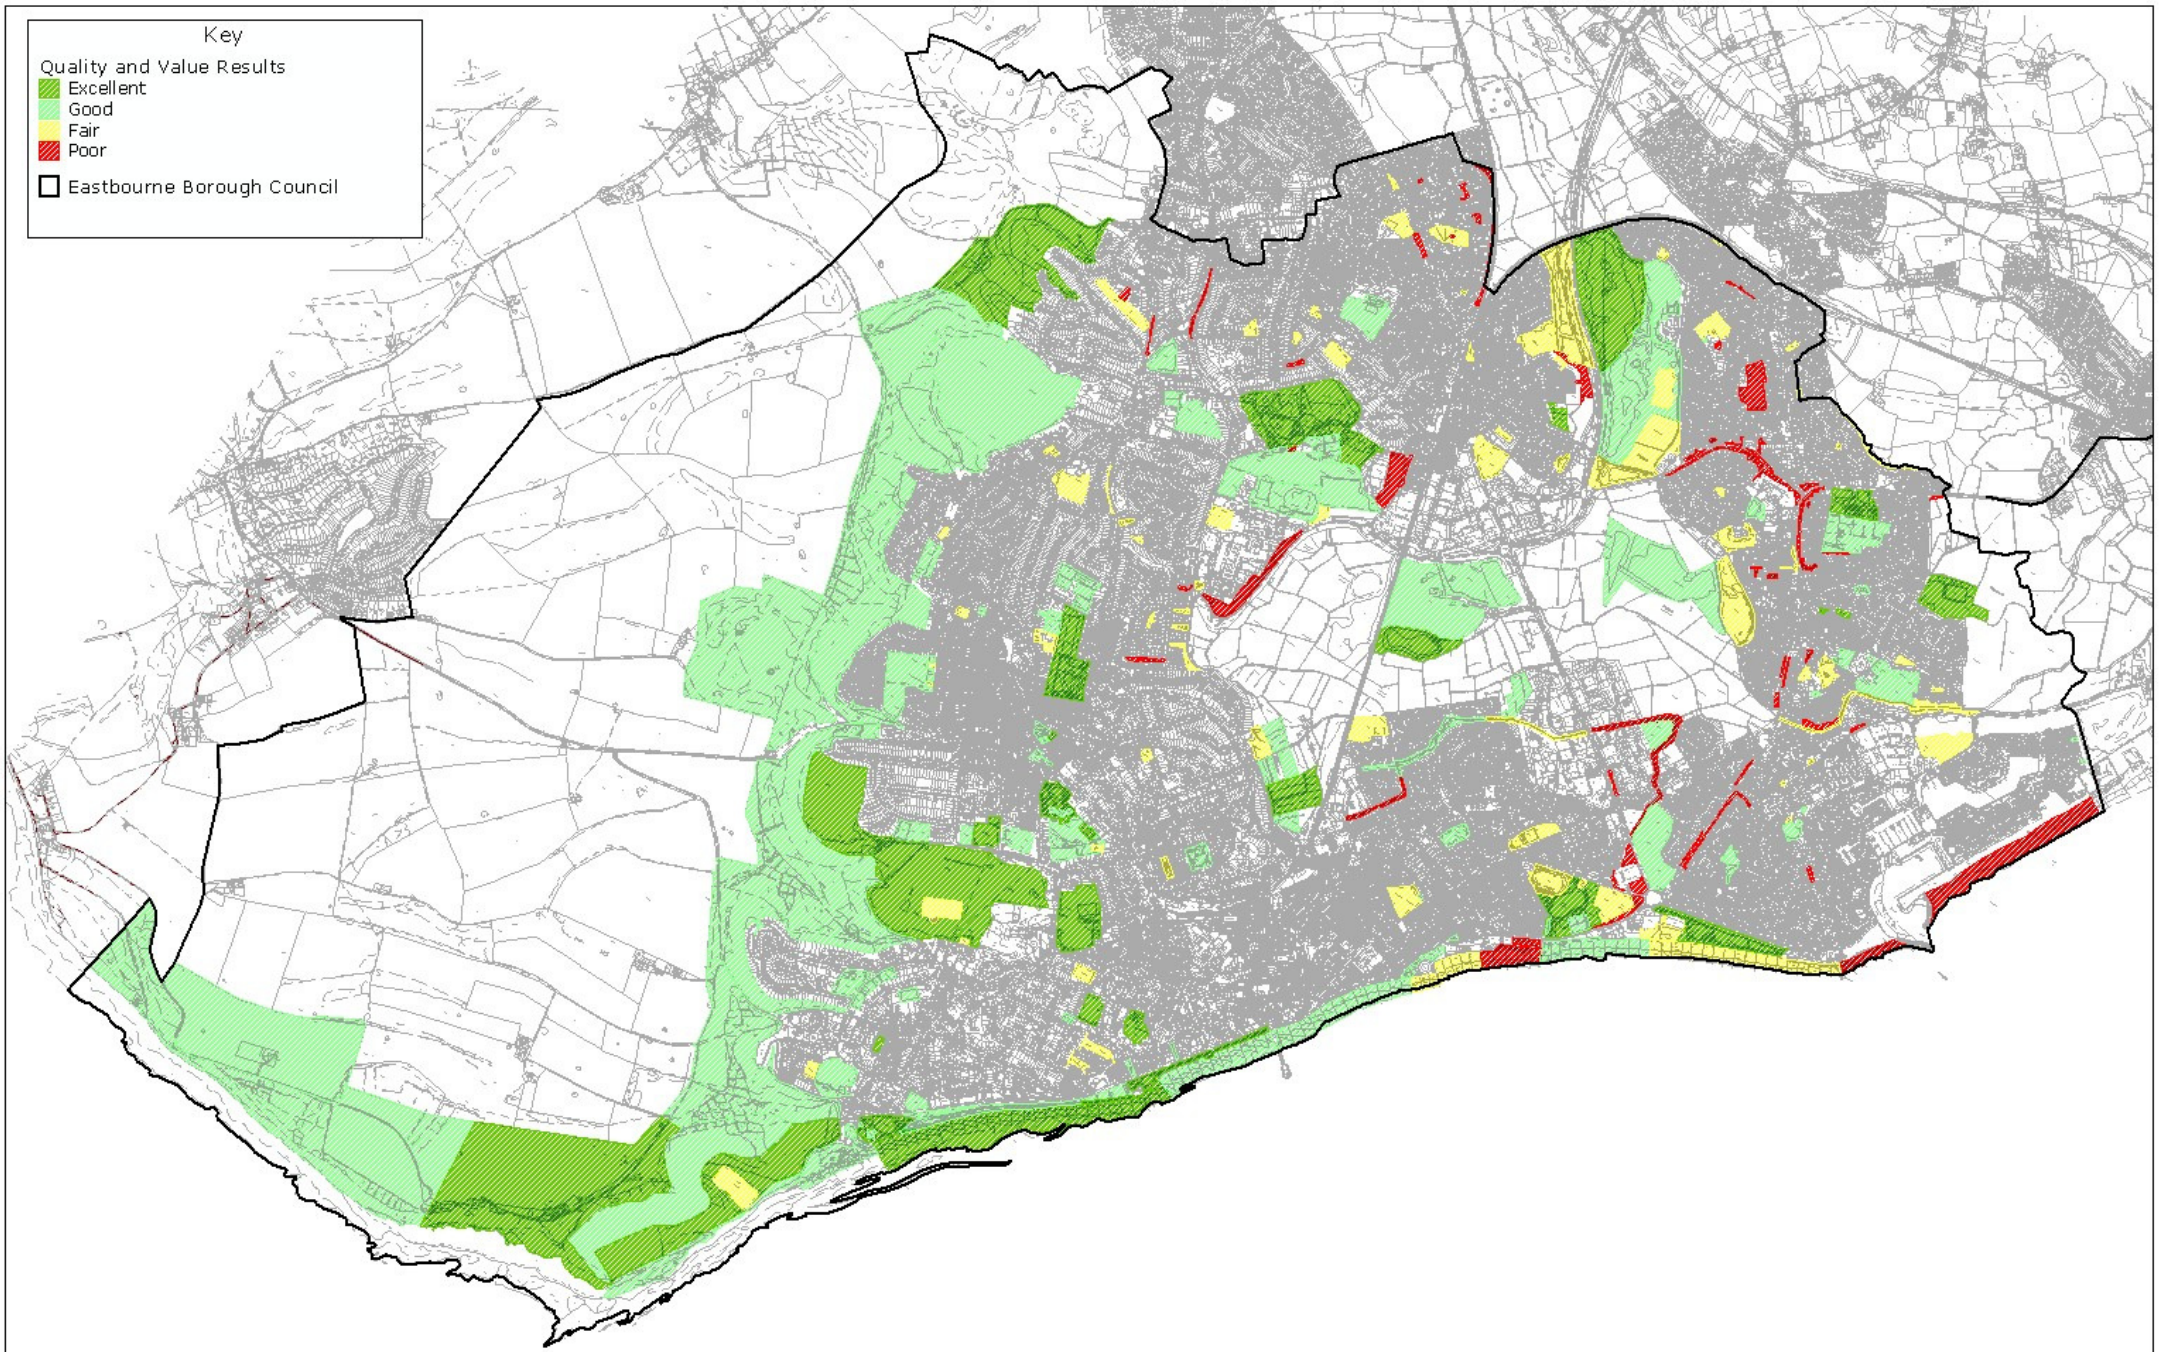 Key
Quality and Value Results
Excellent
Good
Fair
Poor
Eastbourne Borough Council